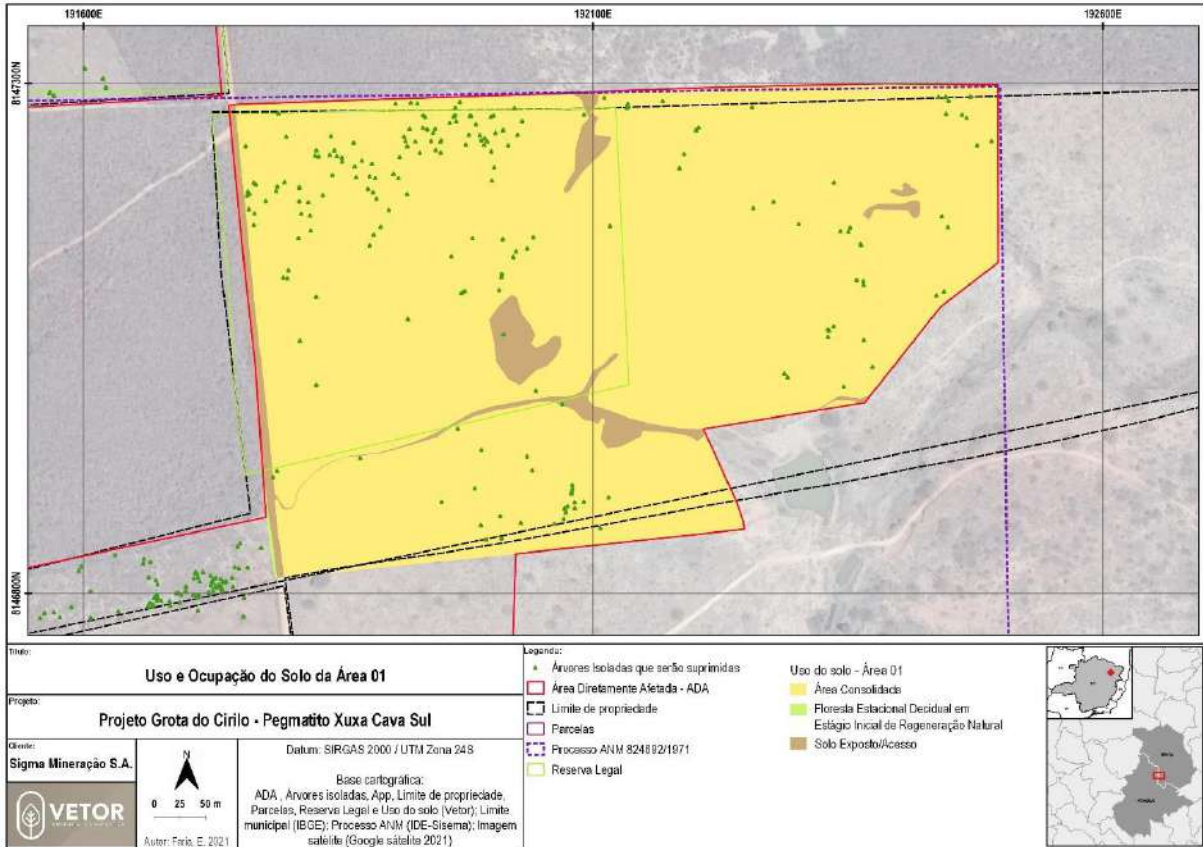 191600
192100
192600
8147300N
8146800N
Título:
Uso e Ocupação do Solo da Área 01
Projeto:
Projeto Grota do Cirilo - Pegmatito Xuxa Cava Sul
Cliente:
Sigma Mineração S.A.
VETOR
N
0 25 50 m
Autor: Faria, E. 2021
Datum: SIRGAS 2000 / UTM Zona 24S
Base cartográfica:
ADA , Árvores isoladas, App, Limite de propriedade,
Parcelas, Reserva Legal e Uso do solo (Vetor); Limite
municipal (IBGE); Processo ANM (IDE-Sisema); Imagem
satélite (Google sátelite 2021)
Legenda:
Árvores Isoladas que serão suprimidas
Área Diretamente Afetada - ADA
Limite de propriedade
Parcelas
Processo ANM 824692/1971
Reserva Legal
Uso do solo - Área 01
Área Consolidada
Floresta Estacional Decidual em
Estágio Inicial de Regeneração Natural
Solo Exposto/Acesso